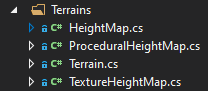 Terrains
C# HeightMap.cs
C# ProceduralHeightMap.cs
C# Terrain.cs
C# TextureHeightMap.cs